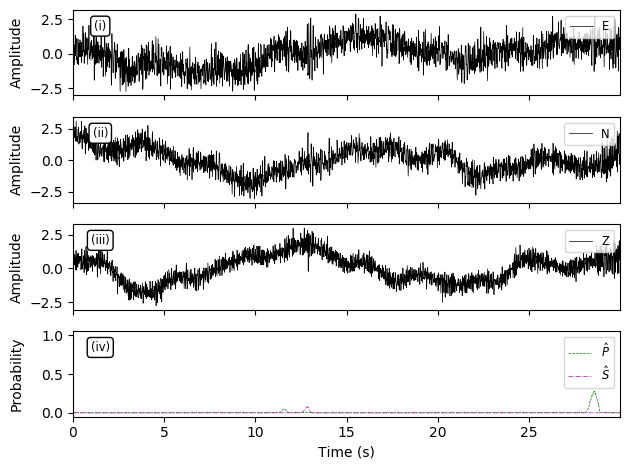 2.5
0.0
−2.5
Amplitude
(i)
E
2.5
0.0
−2.5
Amplitude
(ii)
N
2.5
0.0
−2.5
Amplitude
(iii)
Z
1.0
0.5
0.0
Probability
(iv)
P̂
Ŝ
0 5 10 15 20 25
Time (s)